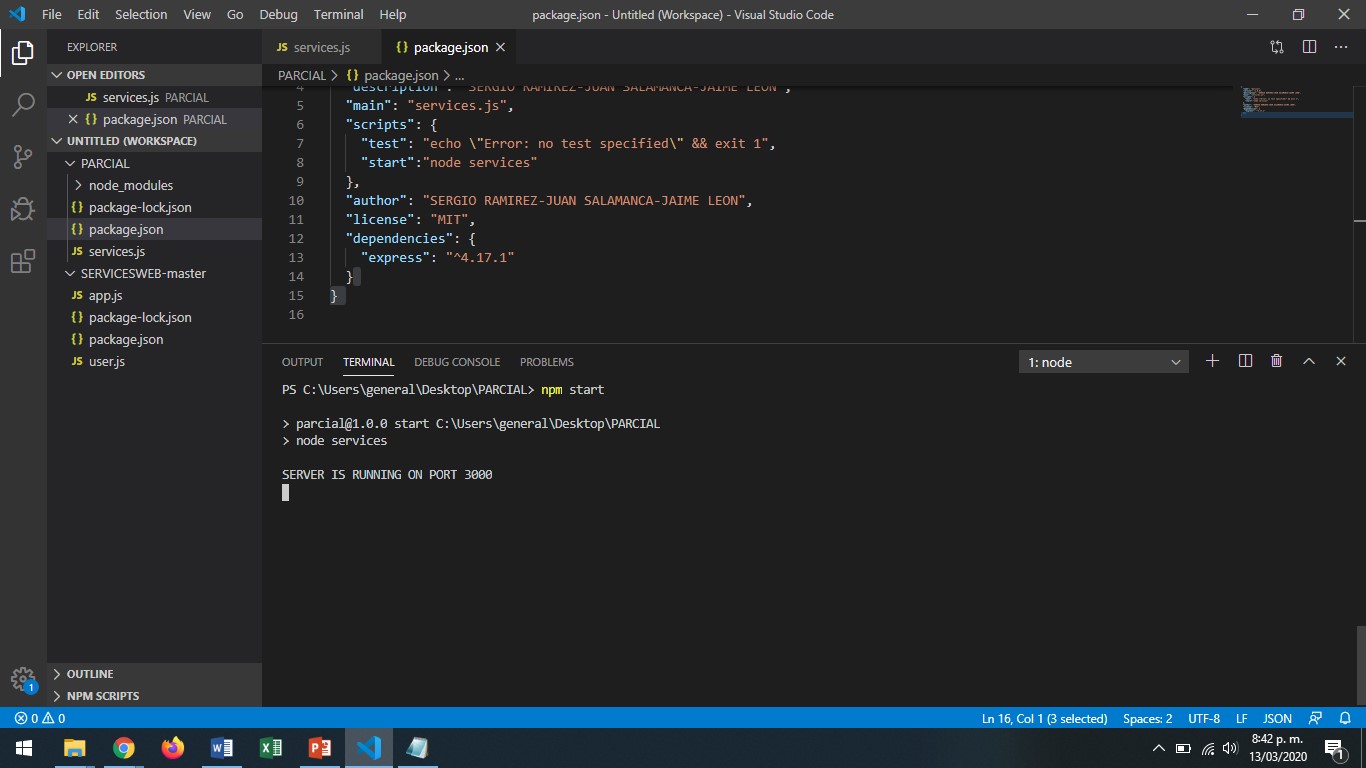 File Edit Selection View Go Debug Terminal Help
package.json - Untitled (Workspace) - Visual Studio Code
EXPLORER
OPEN EDITORS
JS services.js PARCIAL
{} package.json PARCIAL
UNTITLED (WORKSPACE)
PARCIAL
node_modules
{} package-lock.json
{} package.json
JS services.js
SERVICESWEB-master
JS app.js
{} package-lock.json
{} package.json
JS user.js
OUTLINE
NPM SCRIPTS
1
JS services.js
{} package.json
PARCIAL > {} package.json > ...
4 "description": "SERGIO RAMIREZ-JUAN SALAMANCA-JAIME LEON",
5 "main": "services.js",
6 "scripts": {
7 "test": "echo \"Error: no test specified\" && exit 1",
8 "start":"node services"
9 },
10 "author": "SERGIO RAMIREZ-JUAN SALAMANCA-JAIME LEON",
11 "license": "MIT",
12 "dependencies": {
13 "express": "^4.17.1"
14 }
15 }
16
OUTPUT TERMINAL DEBUG CONSOLE PROBLEMS
1: node
PS C:\Users\general\Desktop\PARCIAL> npm start
> parcial@1.0.0 start C:\Users\general\Desktop\PARCIAL
> node services
SERVER IS RUNNING ON PORT 3000
0 0
Ln 16, Col 1 (3 selected) Spaces: 2 UTF-8 LF JSON
8:42 p. m.
13/03/2020
1